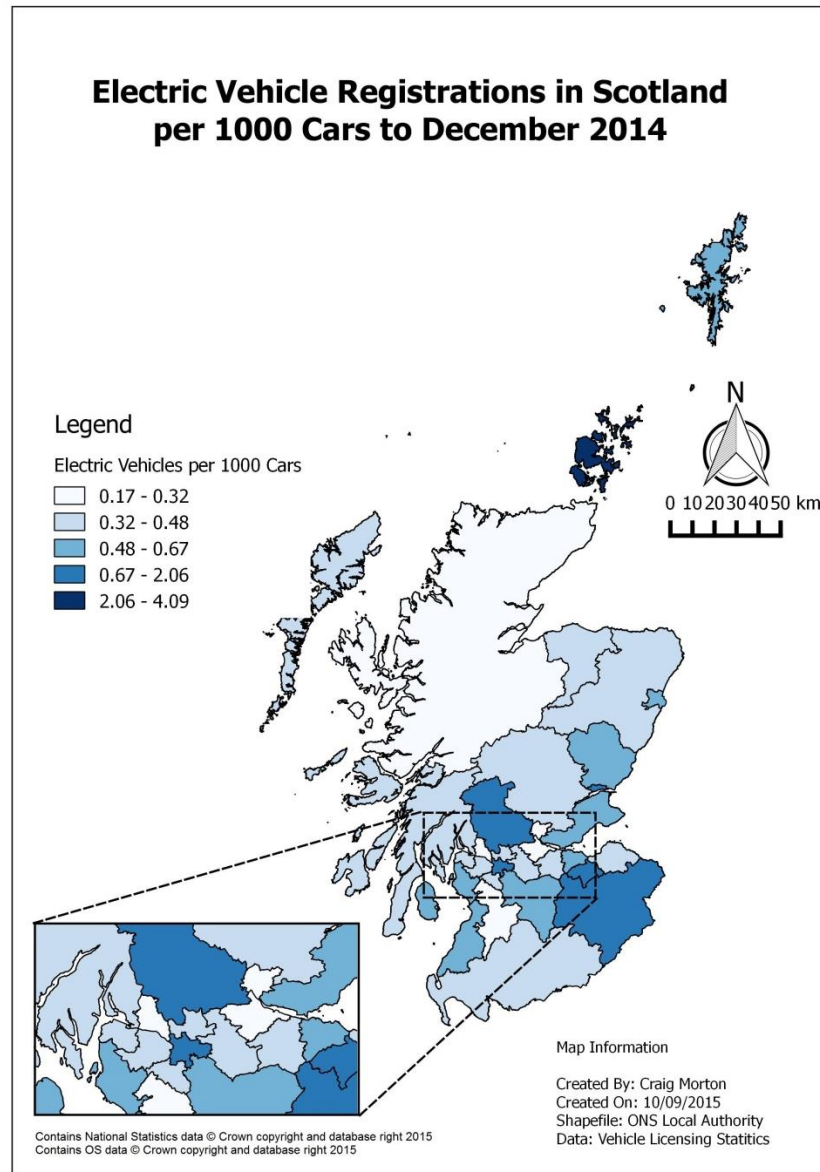 Electric Vehicle Registrations in Scotland
per 1000 Cars to December 2014
N
0 10 20 30 40 50 km
Legend
Electric Vehicles per 1000 Cars
0.17 - 0.32
0.32 - 0.48
0.48 - 0.67
0.67 - 2.06
2.06 - 4.09
Map Information
Created By: Craig Morton
Created On: 10/09/2015
Shapefile: ONS Local Authority
Data: Vehicle Licensing Statitics
Contains National Statistics data © Crown copyright and database right 2015
Contains OS data © Crown copyright and database right 2015